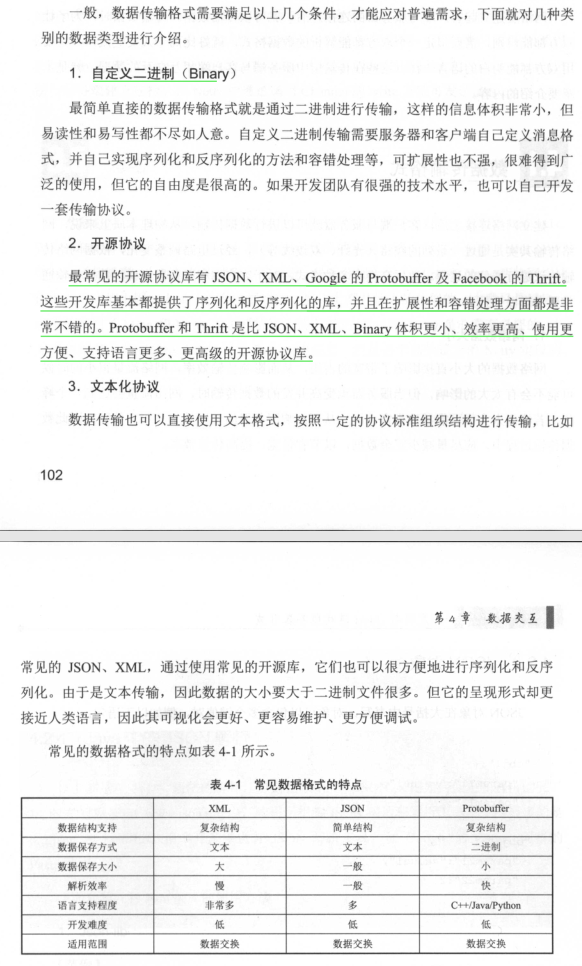 一般，数据传输格式需要满足以上几个条件，才能应对普遍需求，下面就对几种类
别的数据类型进行介绍。
1．自定义二进制（Binary）
最简单直接的数据传输格式就是通过二进制进行传输，这样的信息体积非常小，但
易读性和易写性都不尽如人意。自定义二进制传输需要服务器和客户端自己定义消息格
式，并自己实现序列化和反序列化的方法和容错处理等，可扩展性也不强，很难得到广
泛的使用，但它的自由度是很高的。如果开发团队有很强的技术水平，也可以自己开发
一套传输协议。
2．开源协议
最常见的开源协议库有 JSON、XML、Google 的 Protobuffer 及 Facebook 的 Thrift。
这些开发库基本都提供了序列化和反序列化的库，并且在扩展性和容错处理方面都是非
常不错的。Protobuffer 和 Thrift 是比 JSON、XML、Binary 体积更小、效率更高、使用更
方便、支持语言更多、更高级的开源协议库。
3．文本化协议
数据传输也可以直接使用文本格式，按照一定的协议标准组织结构进行传输，比如
102
第 4 章 数据交互
常见的 JSON、XML，通过使用常见的开源库，它们也可以很方便地进行序列化和反序
列化。由于是文本传输，因此数据的大小要大于二进制文件很多。但它的呈现形式却更
接近人类语言，因此其可视化会更好、更容易维护、更方便调试。
常见的数据格式的特点如表 4-1 所示。
表 4-1 常见数据格式的特点
XML JSON Protobuffer
数据结构支持 复杂结构 简单结构 复杂结构
数据保存方式 文本 文本 二进制
数据保存大小 大 一般 小
解析效率 慢 一般 快
语言支持程度 非常多 多 C++/Java/Python
开发难度 低 低 低
适用范围 数据交换 数据交换 数据交换